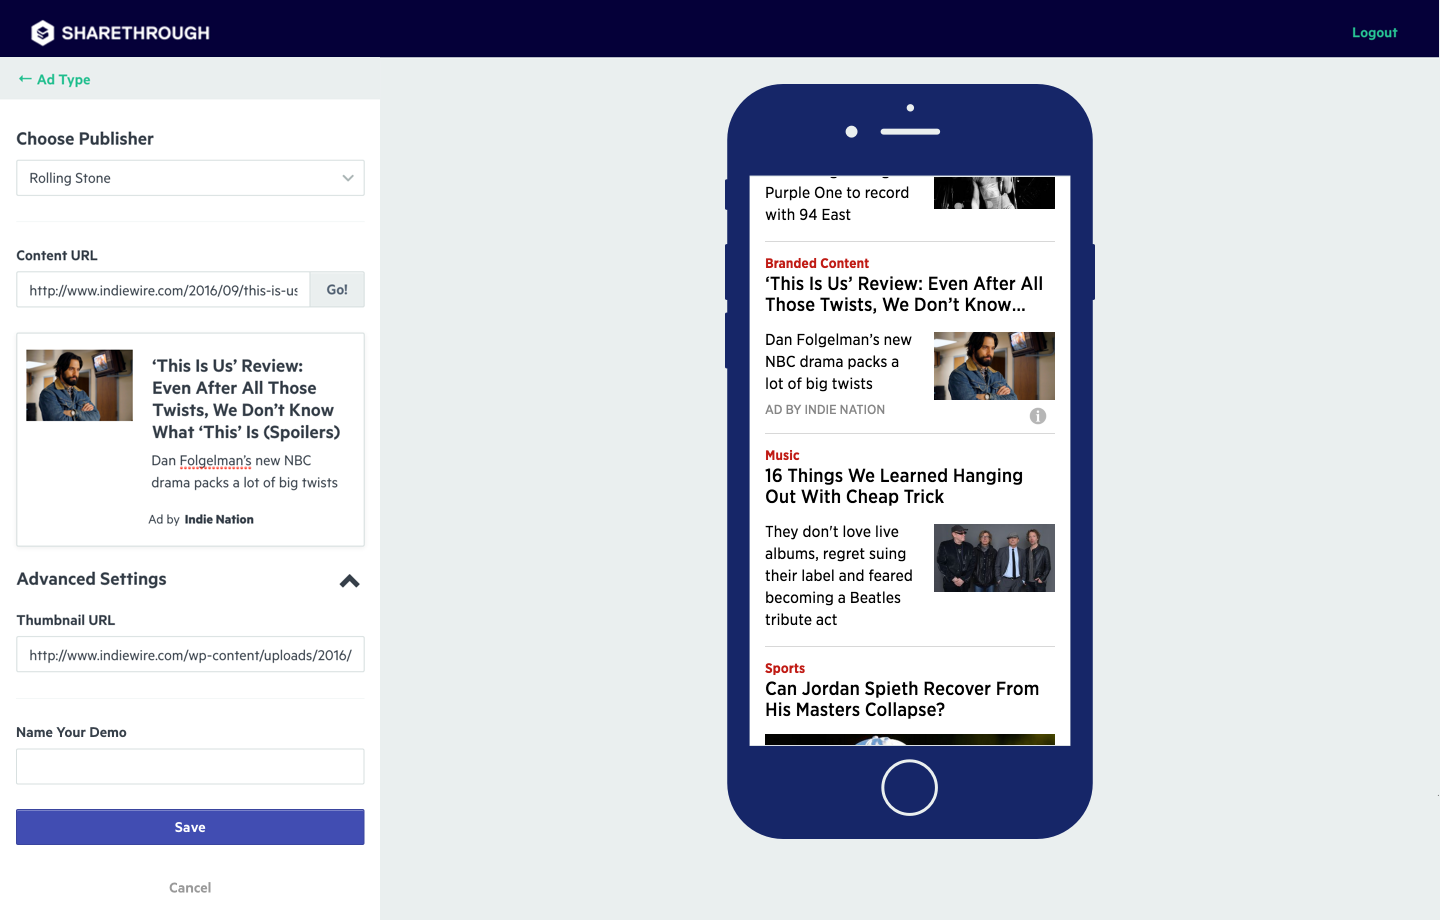 SHARETHROUGH
Logout
← Ad Type
Choose Publisher
Rolling Stone
Content URL
http://www.indiewire.com/2016/09/this-is-us
Go!
‘This Is Us’ Review:
Even After All Those
Twists, We Don’t Know
What ‘This’ Is (Spoilers)
Dan Folgelman’s new NBC
drama packs a lot of big twists
Ad by Indie Nation
Advanced Settings
Thumbnail URL
http://www.indiewire.com/wp-content/uploads/2016/
Name Your Demo
Save
Cancel
Purple One to record
with 94 East
Branded Content
‘This Is Us’ Review: Even After All
Those Twists, We Don’t Know...
Dan Folgelman’s new
NBC drama packs a
lot of big twists
AD BY INDIE NATION
Music
16 Things We Learned Hanging
Out With Cheap Trick
They don't love live
albums, regret suing
their label and feared
becoming a Beatles
tribute act
Sports
Can Jordan Spieth Recover From
His Masters Collapse?